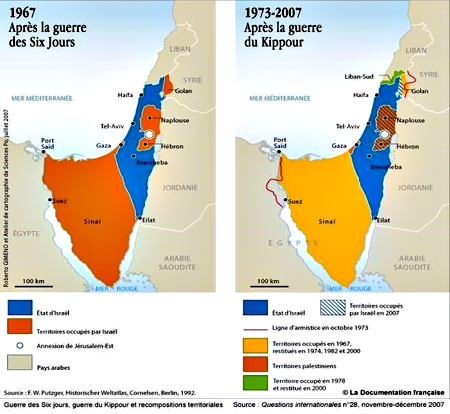 1967
Après la guerre
des Six Jours
LIBAN
SYRIE
Golan
MER MÉDITERRANÉE
Haïfa
Naplouse
Tel-Aviv
Hébron
Gaza
Beersheba
Port
Saïd
JORDANIE
Suez
Eilat
Sinaï
ÉGYPTE
ARABIE
SAOUDITE
100 km
MER ROUGE
État d'Israël
Territoires occupés par Israël
Annexion de Jérusalem-Est
Pays arabes
Source : F. W. Putzger, Historischer Weltatlas, Cornelsen, Berlin, 1992.
Roberto GIMENO et Atelier de cartographie de Sciences Po, juillet 2007
1973-2007
Après la guerre
du Kippour
LIBAN
SYRIE
Liban-Sud
Golan
MER MÉDITERRANÉE
Haïfa
Naplouse
Tel-Aviv
Hébron
Gaza
Beersheba
Port
Saïd
JORDANIE
Suez
Eilat
Sinaï
ÉGYPTE
ARABIE
SAOUDITE
100 km
MER ROUGE
État d'Israël
Territoires occupés
par Israël en 2007
Ligne d'armistice en octobre 1973
Territoires occupés en 1967,
restitués en 1974, 1982 et 2000
Territoires palestiniens
Territoire occupé en 1978
et restitué en 2000
© La Documentation française
Guerre de Six jours, guerre du Kippour et recompositions territoriales
Source : Questions internationales n°28, novembre-décembre 2007